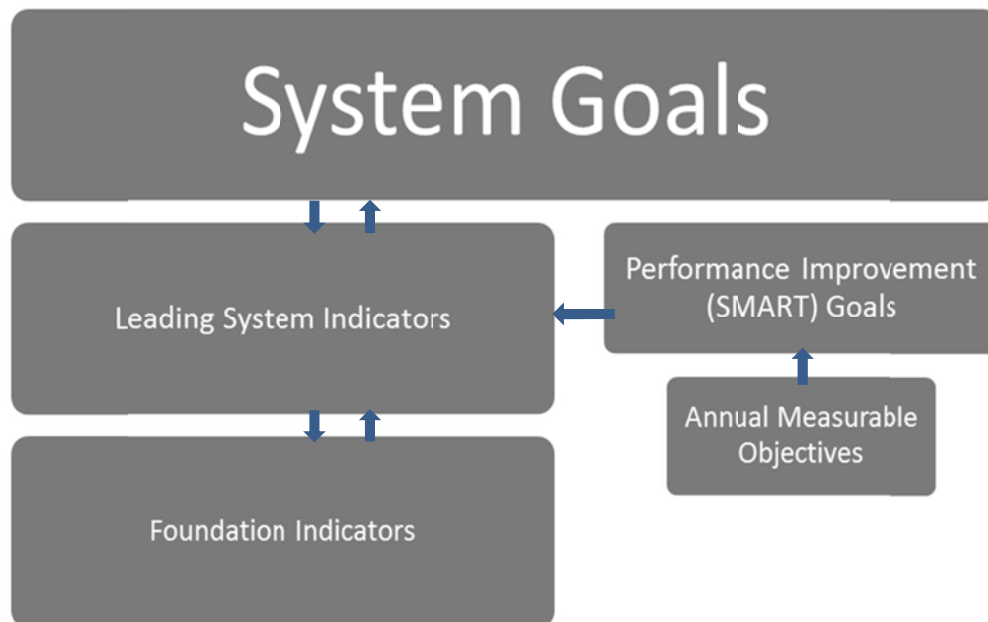 System Goals
Leading System Indicators
Performance Improvement
(SMART) Goals
Annual Measurable
Objectives
Foundation Indicators